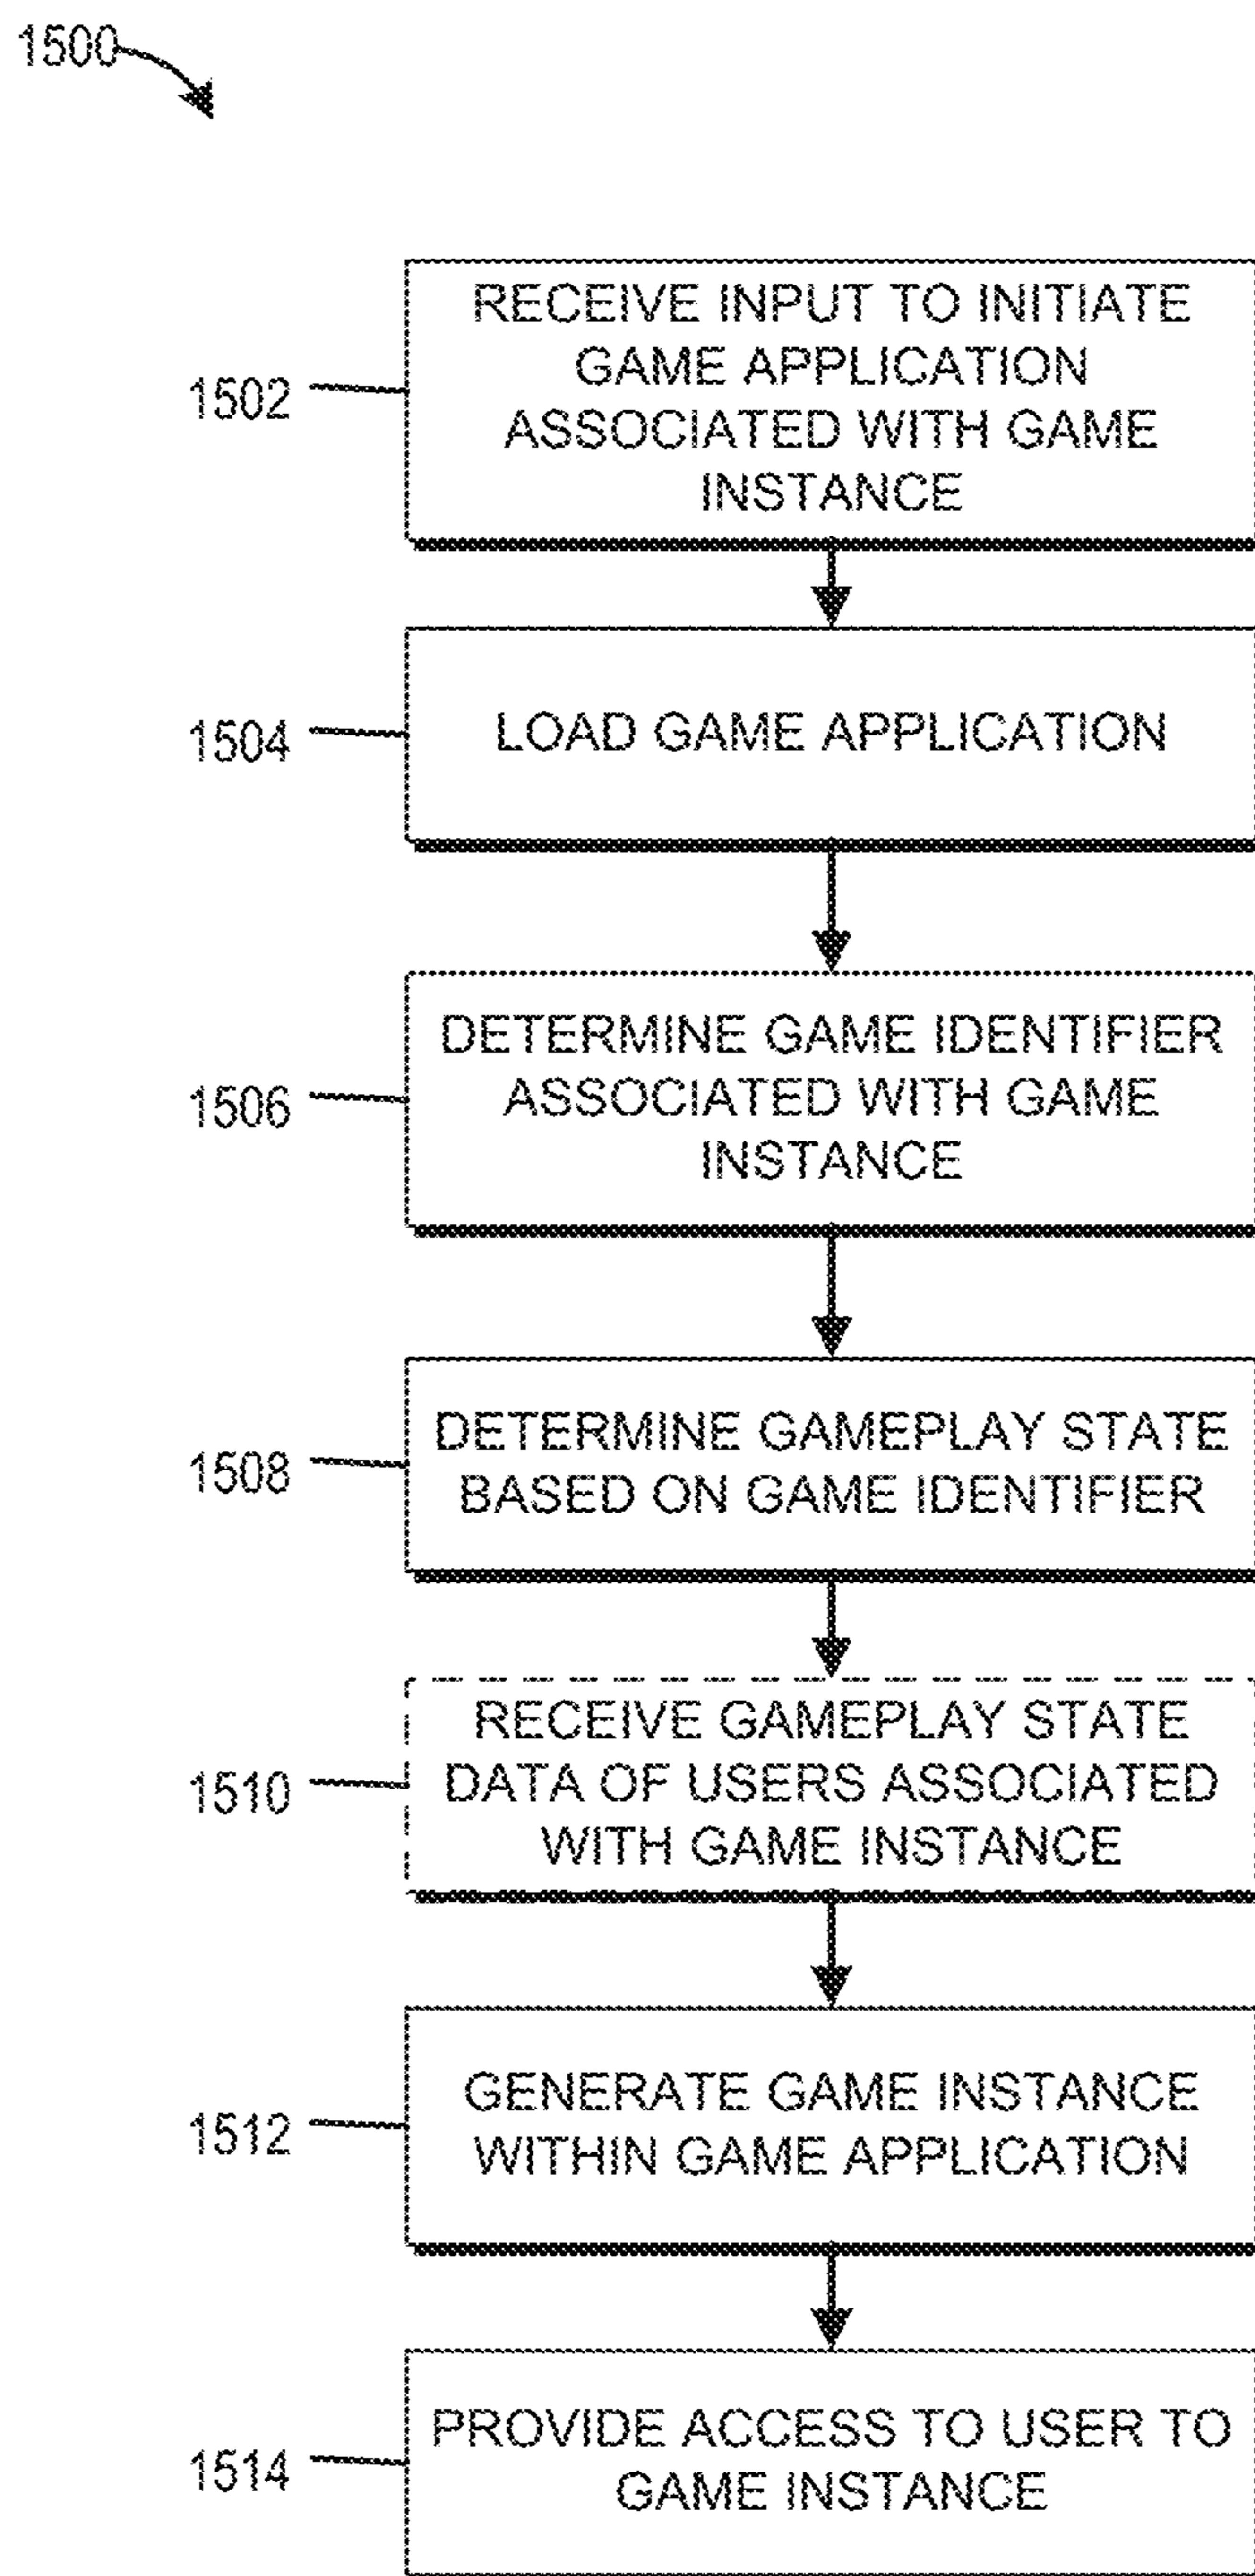 1500
1502
RECEIVE INPUT TO INITIATE
GAME APPLICATION
ASSOCIATED WITH GAME
INSTANCE
1504
LOAD GAME APPLICATION
1506
DETERMINE GAME IDENTIFIER
ASSOCIATED WITH GAME
INSTANCE
1508
DETERMINE GAMEPLAY STATE
BASED ON GAME IDENTIFIER
1510
RECEIVE GAMEPLAY STATE
DATA OF USERS ASSOCIATED
WITH GAME INSTANCE
1512
GENERATE GAME INSTANCE
WITHIN GAME APPLICATION
1514
PROVIDE ACCESS TO USER TO
GAME INSTANCE